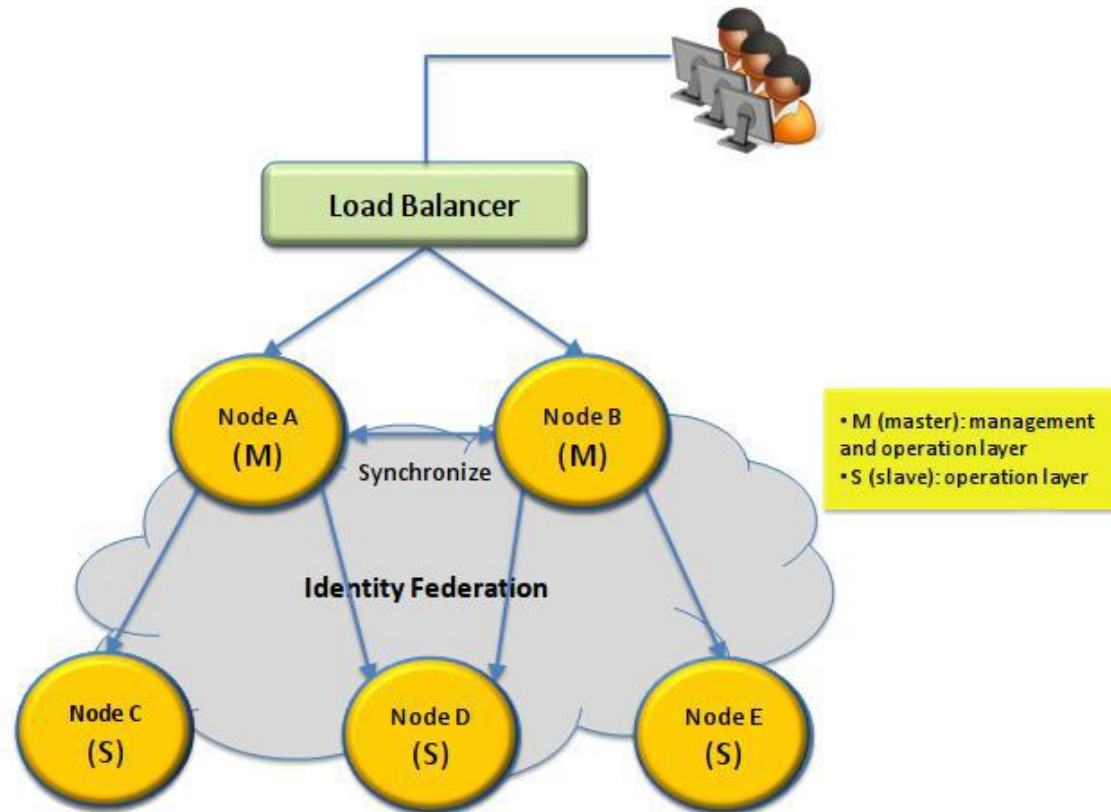 Load Balancer
Node A
(M)
Node B
(M)
Synchronize
• M (master): management
and operation layer
• S (slave): operation layer
Identity Federation
Node C
(S)
Node D
(S)
Node E
(S)